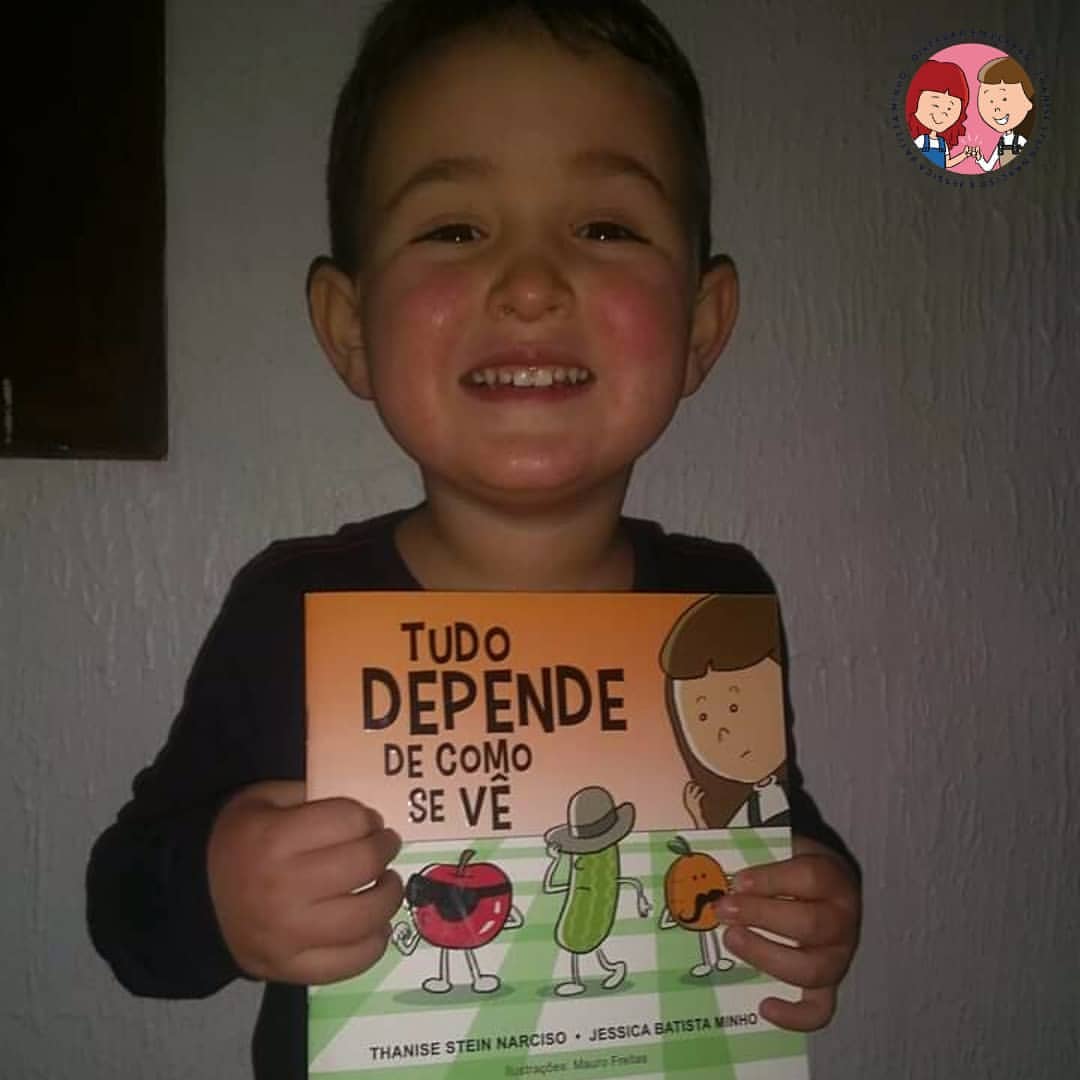 TUDO
DEPENDE
DE COMO
SE VÊ
THANISE STEIN NARCISO • JESSICA BATISTA MINHO
Ilustrações: Mauro Freitas